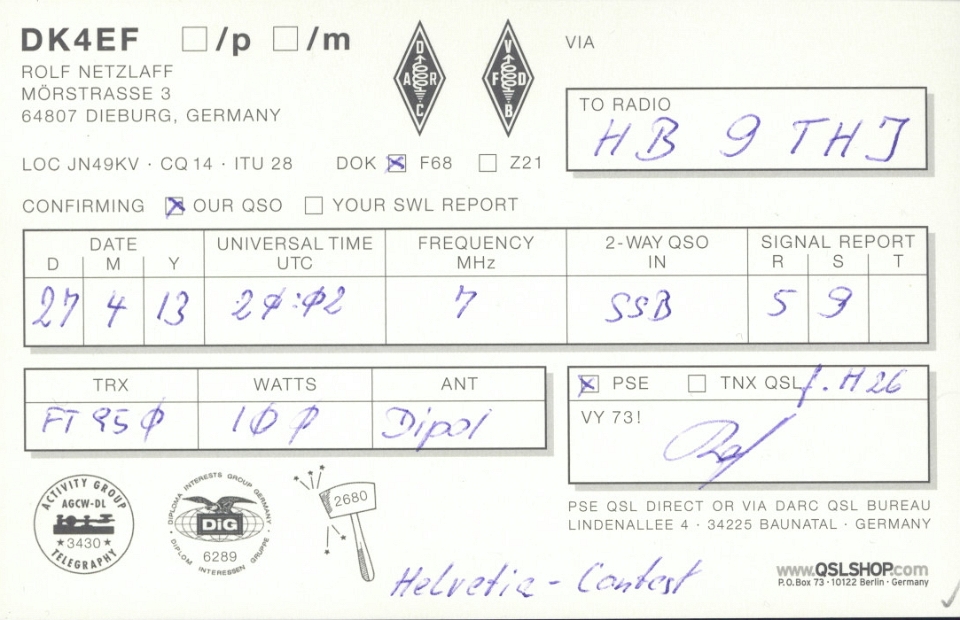 DK4EF □/p □/m
ROLF NETZLAFF
MÖRSTRASSE 3
64807 DIEBURG, GERMANY
LOC JN49KV · CQ 14 · ITU 28 DOK ☒ F68 □ Z21
DARC
VFDB
VIA
TO RADIO
HB 9 THJ
CONFIRMING ☒ OUR QSO □ YOUR SWL REPORT
DATE UNIVERSAL TIME FREQUENCY 2-WAY QSO SIGNAL REPORT
D M Y UTC MHz IN R S T
27 4 13 20:02 7 SSB 5 9
TRX WATTS ANT
FT 950 100 Dipol
☒ PSE □ TNX QSL f. H26
VY 73!
PSE QSL DIRECT OR VIA DARC QSL BUREAU
LINDENALLEE 4 · 34225 BAUNATAL · GERMANY
ACTIVITY GROUP
AGCW-DL
★3430★
TELEGRAPHY
DIPLOMA INTERESTS GROUP GERMANY
DIG
6289
DIPLOM INTERESSEN GRUPPE
2680
Helvetia - Contest
www.QSLSHOP.com
P.O.Box 73 · 10122 Berlin · Germany